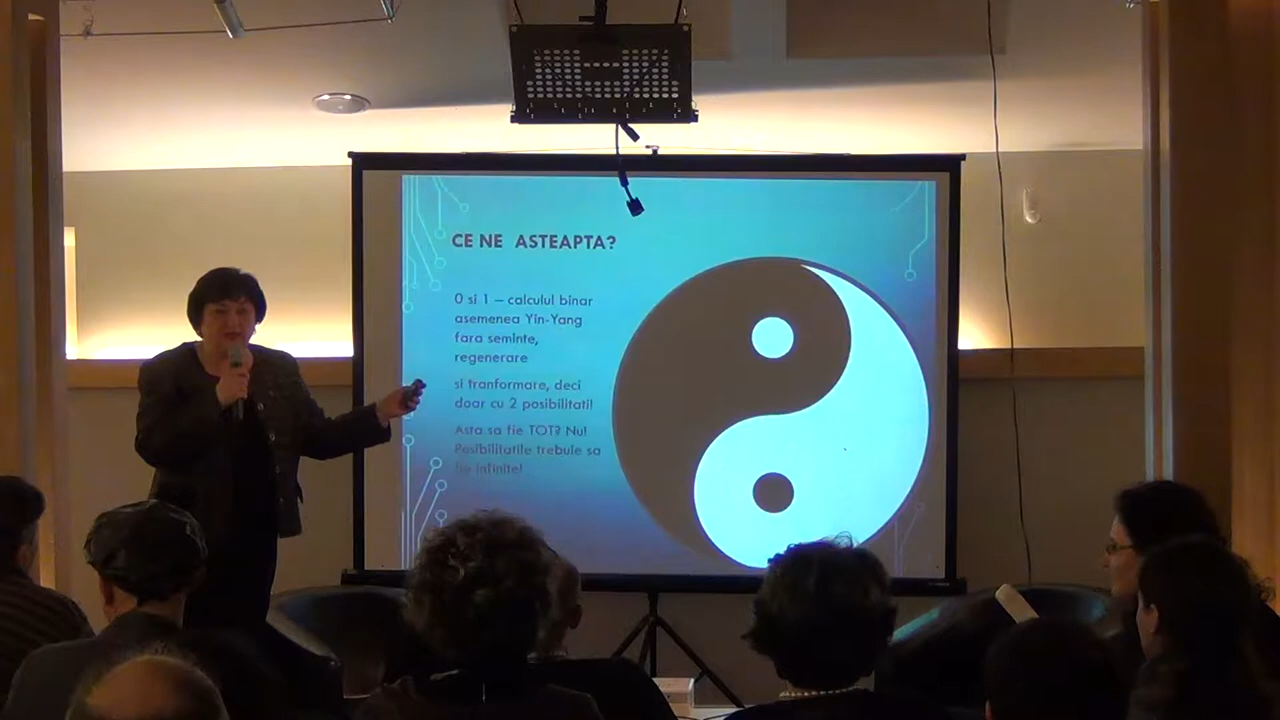 CE NE ASTEAPTA?
0 si 1 – calculul binar
asemenea Yin-Yang
fara seminte,
regenerare
si tranformare, deci
doar cu 2 posibilitati!
Asta sa fie TOT? Nu!
Posibilitatile trebuie sa
fie infinite!